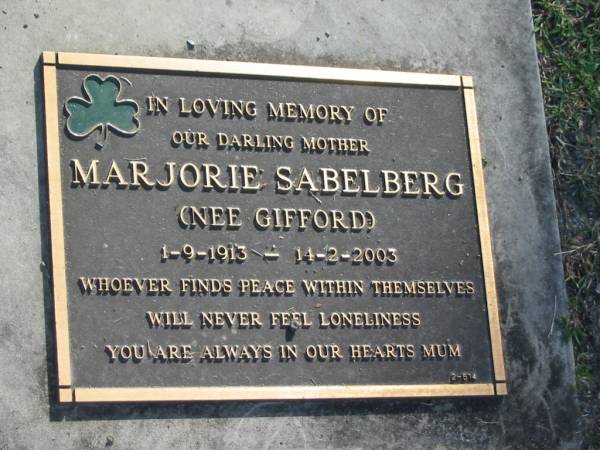 IN LOVING MEMORY OF
OUR DARLING MOTHER
MARJORIE SABELBERG
(NEE GIFFORD)
1-9-1913 - 14-2-2003
WHOEVER FINDS PEACE WITHIN THEMSELVES
WILL NEVER FEEL LONELINESS
YOU ARE ALWAYS IN OUR HEARTS MUM